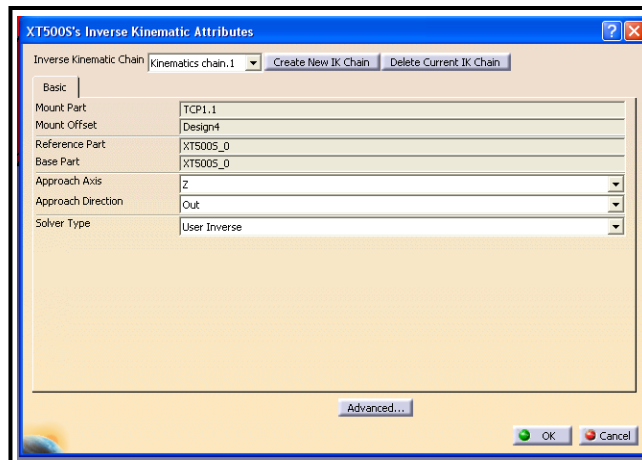 XT500S's Inverse Kinematic Attributes
Inverse Kinematic Chain Kinematics chain.1 Create New IK Chain Delete Current IK Chain
Basic
Mount Part TCP1.1
Mount Offset Design4
Reference Part XT500S_0
Base Part XT500S_0
Approach Axis Z
Approach Direction Out
Solver Type User Inverse
Advanced...
OK Cancel